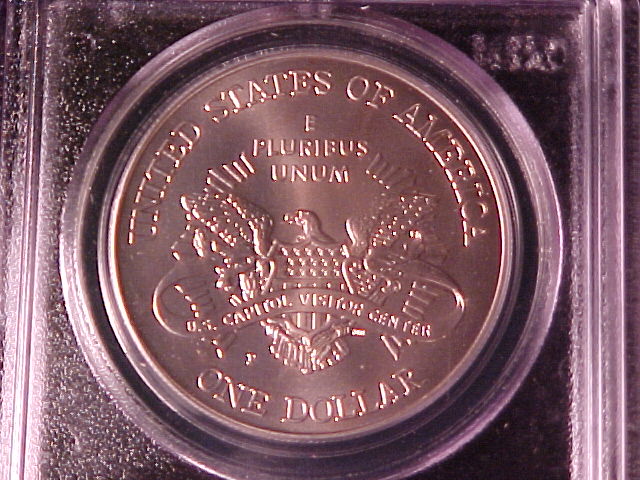 UNITED STATES OF AMERICA
E
PLURIBUS
UNUM
U.S. CAPITOL VISITOR CENTER
P
ONE DOLLAR